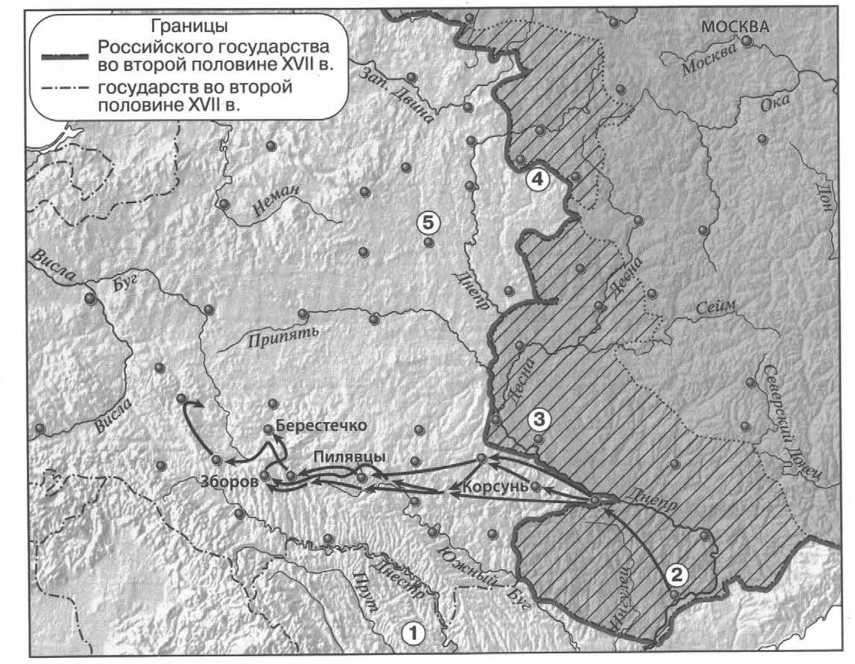 Границы
Российского государства
во второй половине XVII в.
государств во второй
половине XVII в.
МОСКВА
Москва
Зап. Двина
Ока
4
Дон
Неман
5
Висла
Буг
Днепр
Десна
Сейм
Припять
Десна
Северский Донец
Висла
3
Берестечко
Пилявцы
Зборов
Корсунь
Днепр
Южный Буг
Днестр
Прут
Ингулец
2
1